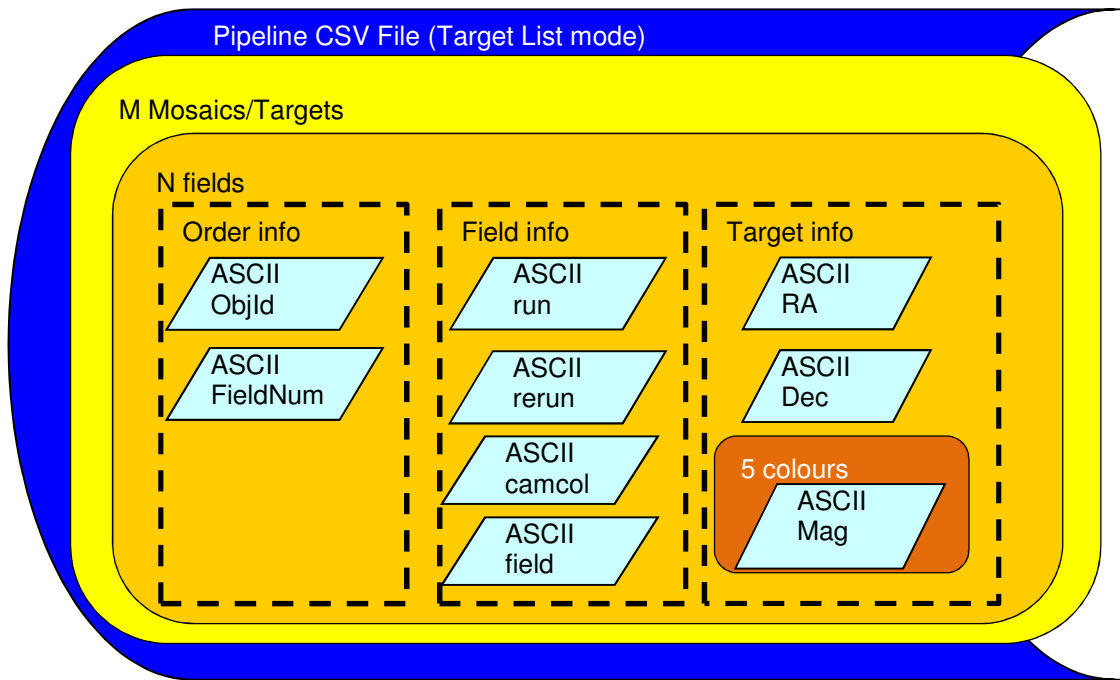 Pipeline CSV File (Target List mode)
M Mosaics/Targets
N fields
Order info
ASCII
ObjId
ASCII
FieldNum
Field info
ASCII
run
ASCII
rerun
ASCII
camcol
ASCII
field
Target info
ASCII
RA
ASCII
Dec
5 colours
ASCII
Mag